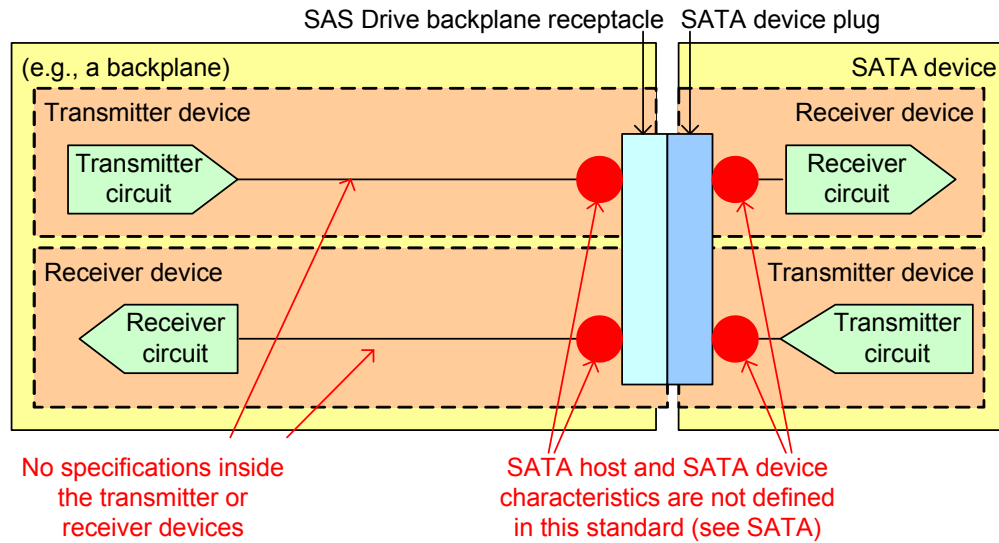 SAS Drive backplane receptacle
SATA device plug
(e.g., a backplane)
SATA device
Transmitter device
Receiver device
Transmitter
circuit
Receiver
circuit
Receiver device
Transmitter device
Receiver
circuit
Transmitter
circuit
No specifications inside
the transmitter or
receiver devices
SATA host and SATA device
characteristics are not defined
in this standard (see SATA)